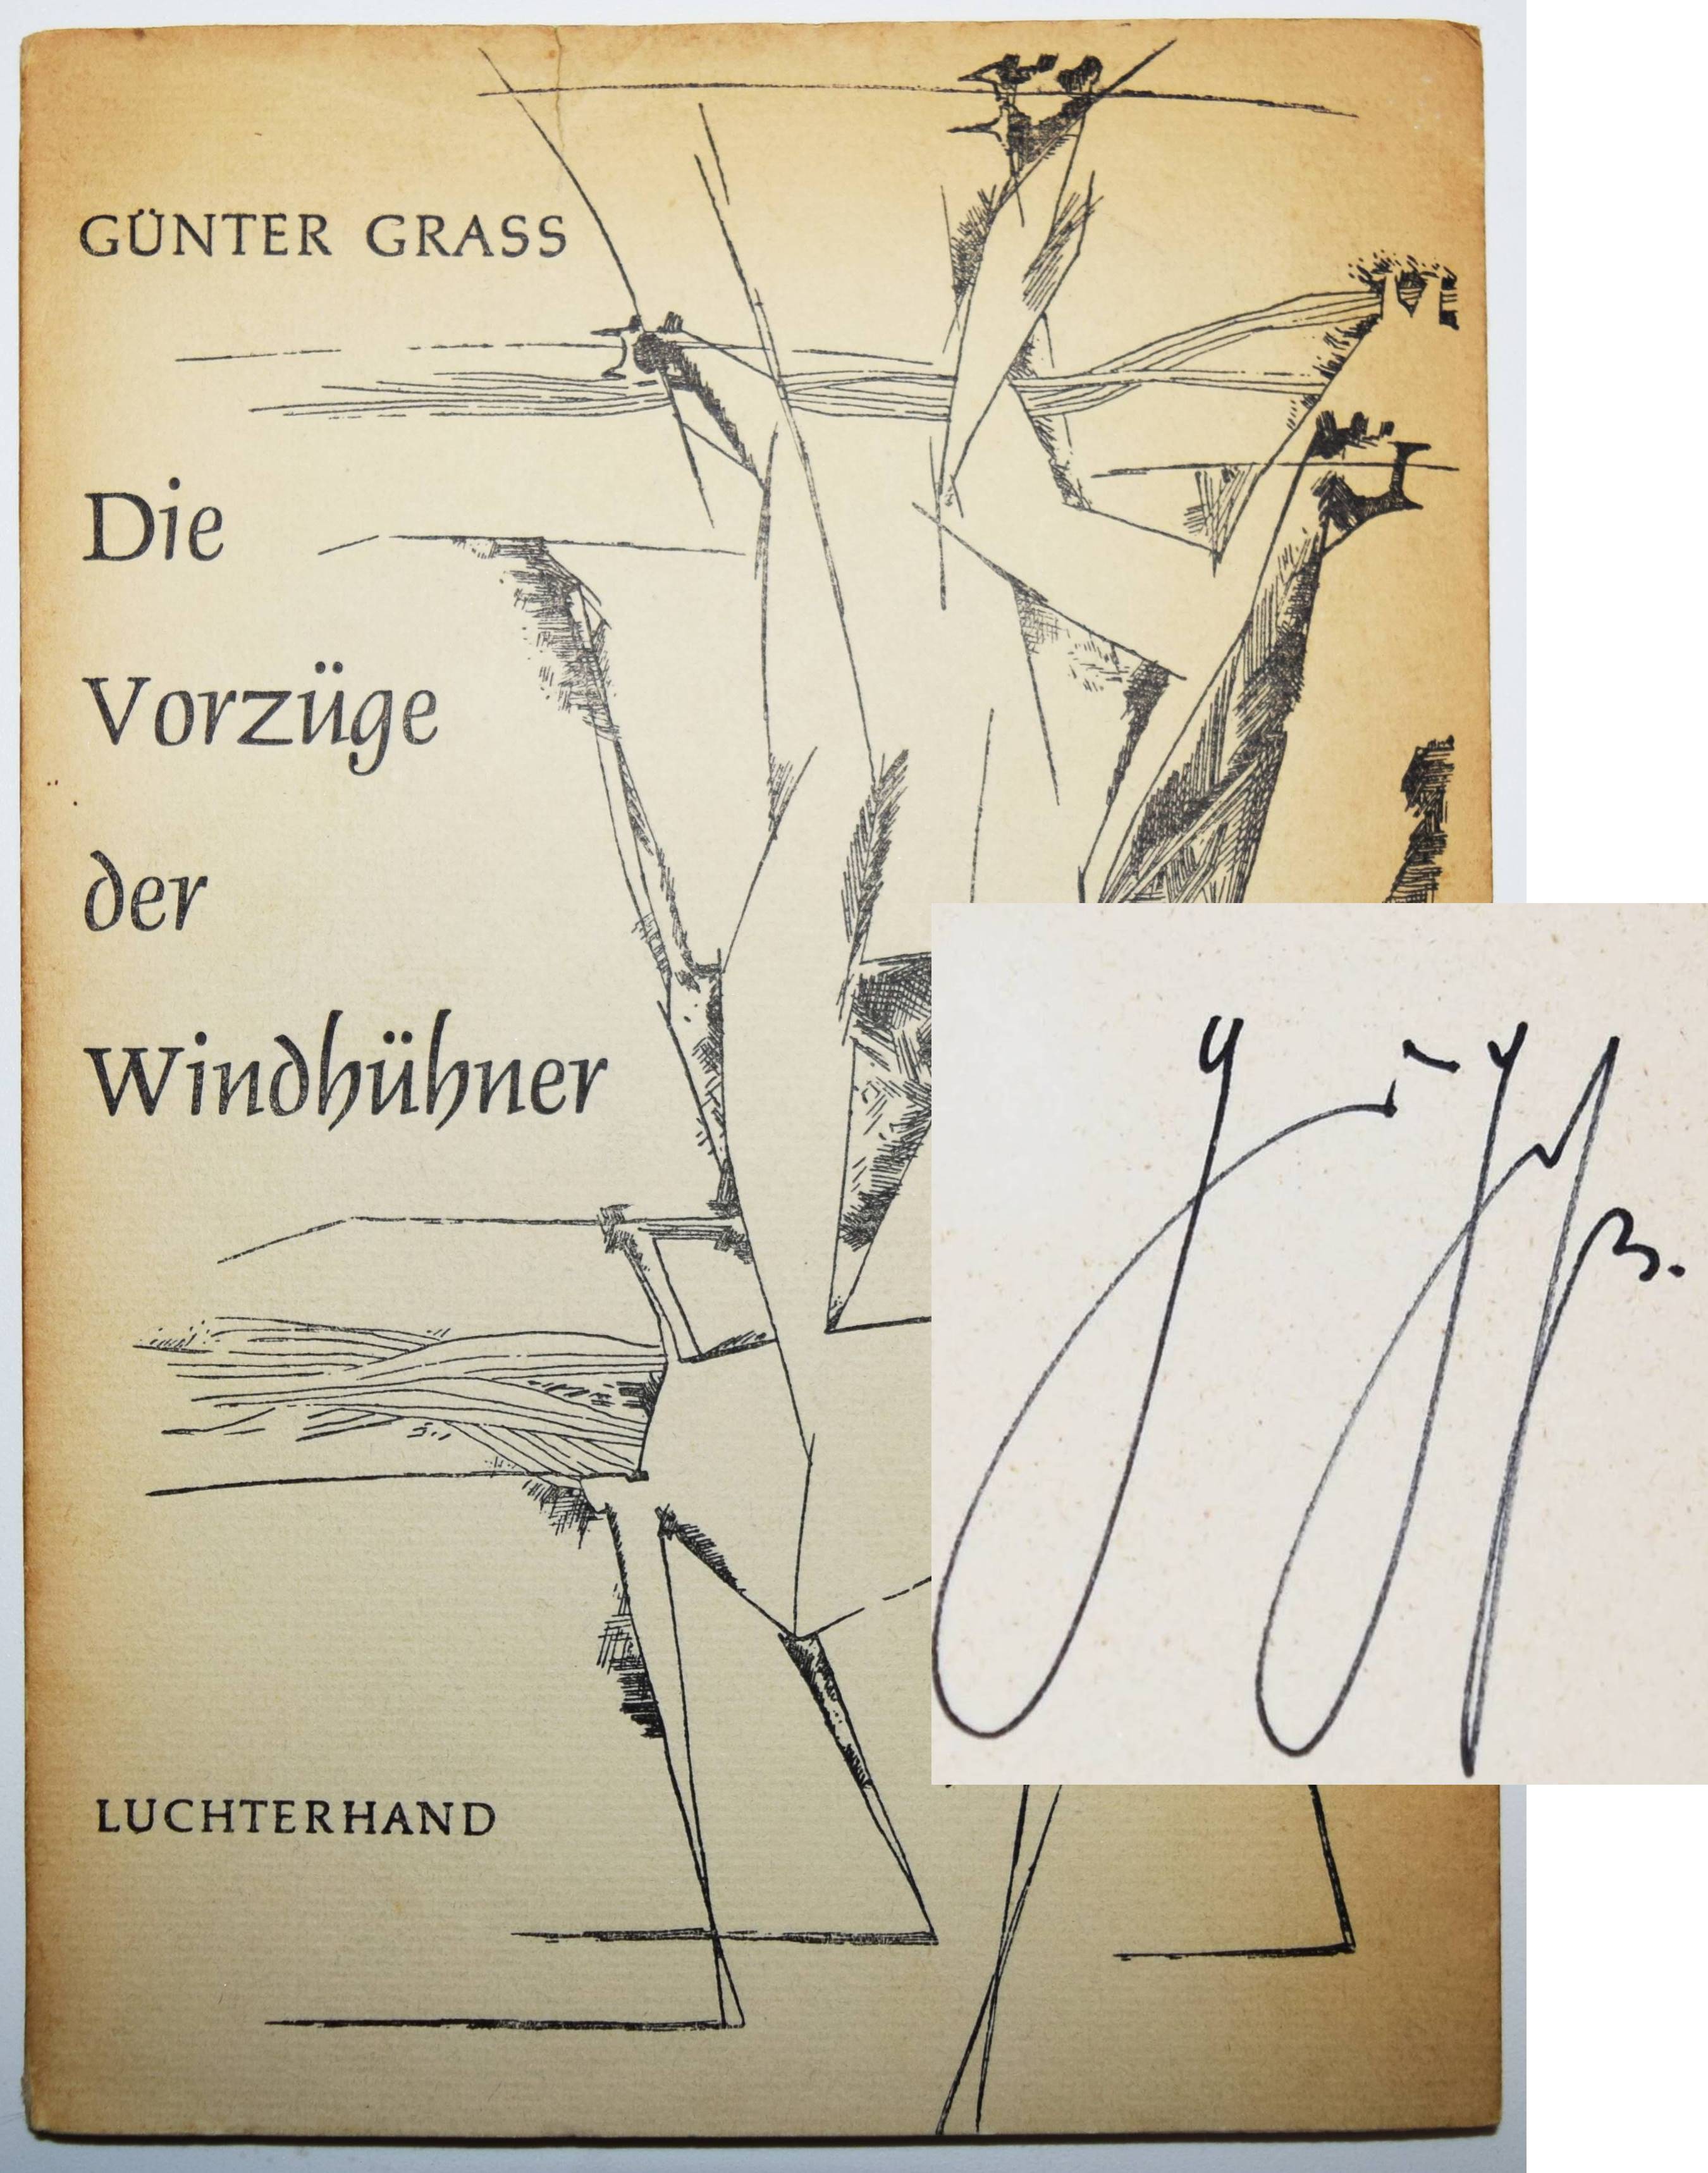 GÜNTER GRASS
Die
Vorzüge
der
Windhühner
LUCHTERHAND